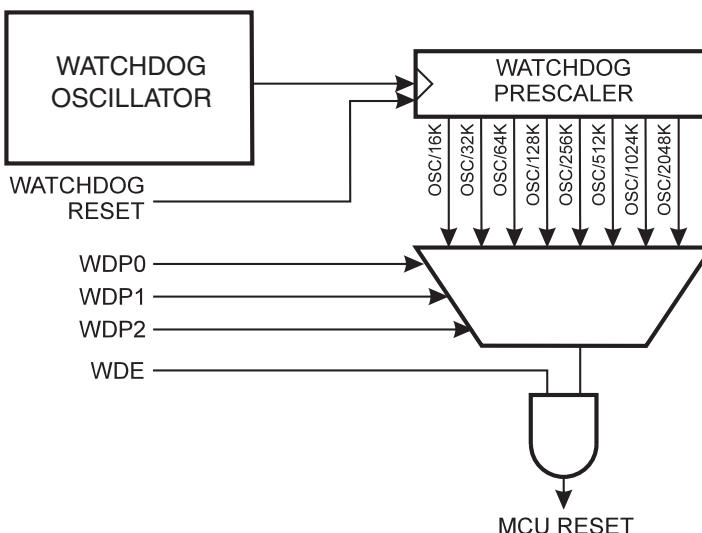 WATCHDOG
OSCILLATOR
WATCHDOG
PRESCALER
OSC/16K
OSC/32K
OSC/64K
OSC/128K
OSC/256K
OSC/512K
OSC/1024K
OSC/2048K
WATCHDOG
RESET
WDP0
WDP1
WDP2
WDE
MCU RESET